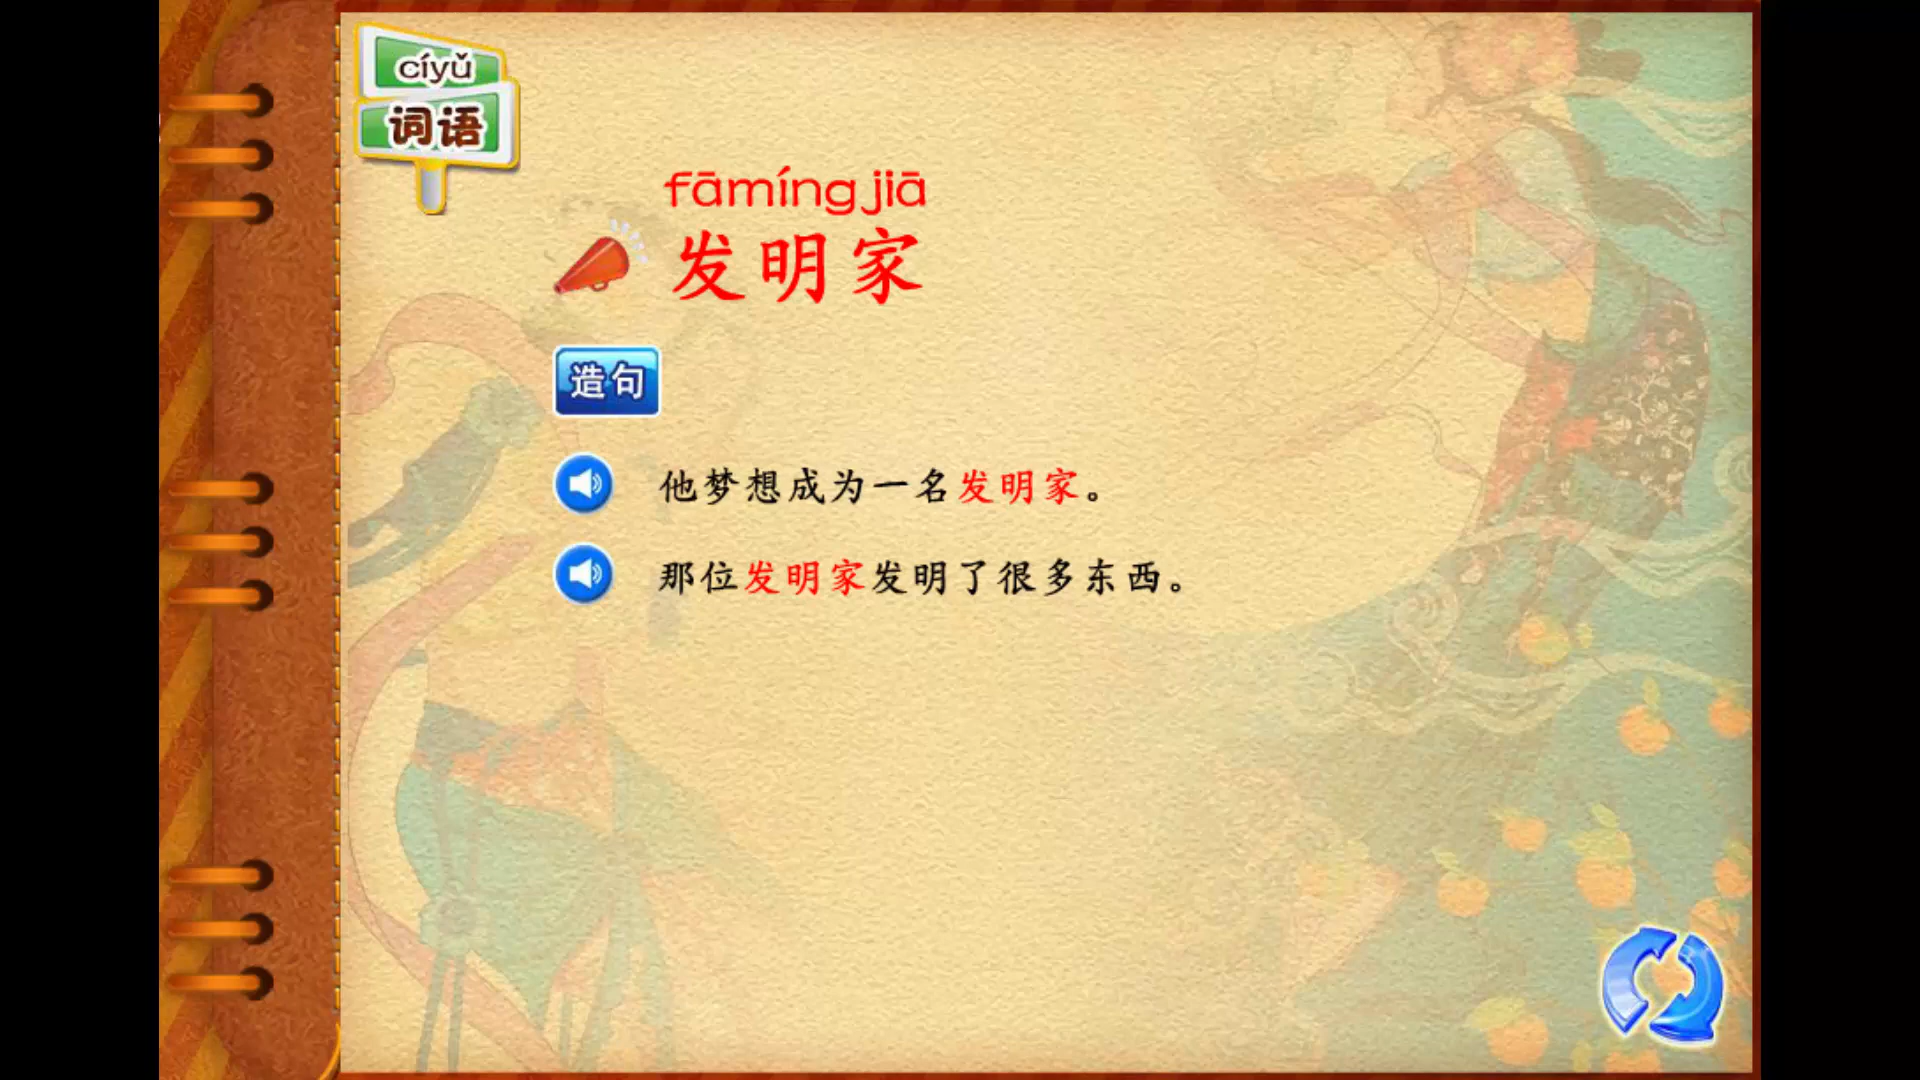 cíyǔ
词语
fāmíng jiā
发明家
造句
他梦想成为一名发明家。
那位发明家发明了很多东西。